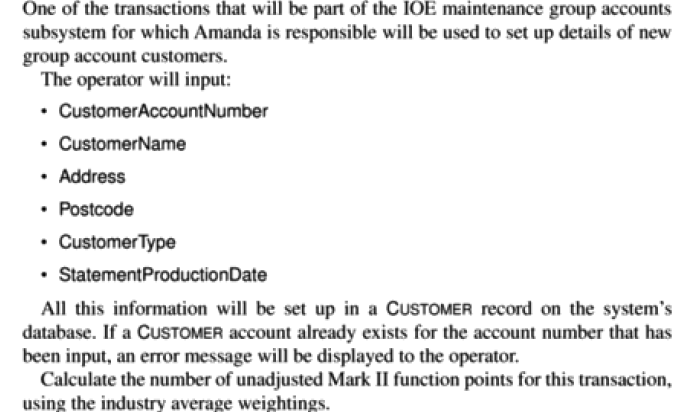 One of the transactions that will be part of the IOE maintenance group accounts
subsystem for which Amanda is responsible will be used to set up details of new
group account customers.
The operator will input:
• CustomerAccountNumber
• CustomerName
• Address
• Postcode
• CustomerType
• StatementProductionDate
All this information will be set up in a CUSTOMER record on the system's
database. If a CUSTOMER account already exists for the account number that has
been input, an error message will be displayed to the operator.
Calculate the number of unadjusted Mark II function points for this transaction,
using the industry average weightings.